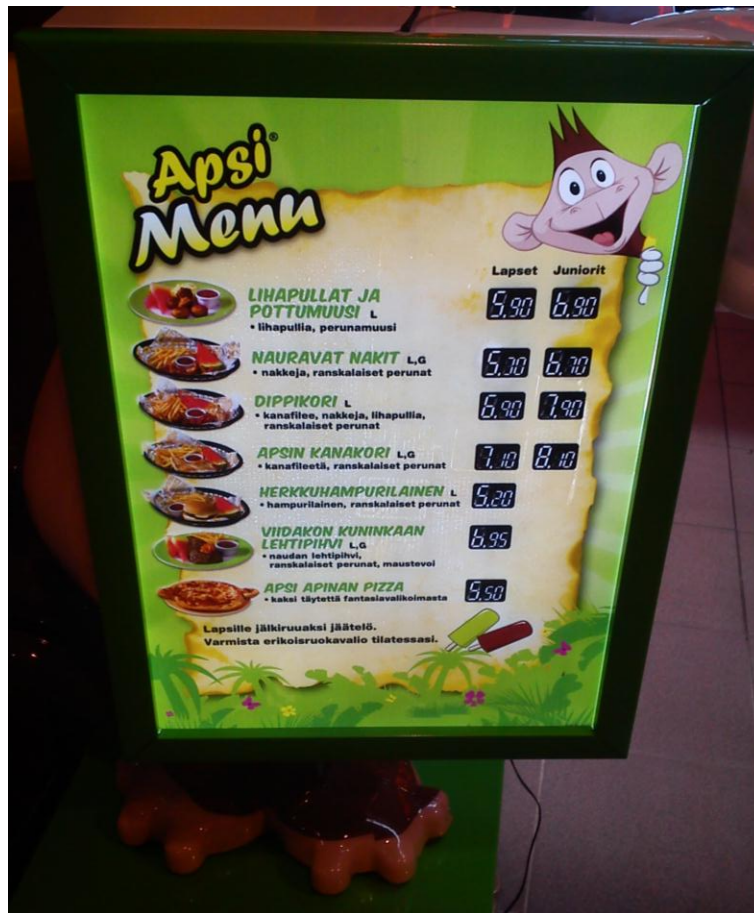 Apsi®
Menu
Lapset Juniorit
LIHAPULLAT JA
POTTUMUUSI L 5.90 6.90
• lihapullia, perunamuusi
NAURAVAT NAKIT L,G 5.70 6.70
• nakkeja, ranskalaiset perunat
DIPPIKORI L 6.90 7.90
• kanafilee, nakkeja, lihapullia,
ranskalaiset perunat
APSIN KANAKORI L,G 7.10 8.10
• kanafileetä, ranskalaiset perunat
HERKKUHAMPURILAINEN L 5.20
• hampurilainen, ranskalaiset perunat
VIIDAKON KUNINKAAN
LEHTIPIHVI L,G 6.95
• naudan lehtipihvi,
ranskalaiset perunat, maustevoi
APSI APINAN PIZZA 5.50
• kaksi täytettä fantasiavalikoimasta
Lapsille jälkiruuaksi jäätelö.
Varmista erikoisruokavalio tilatessasi.